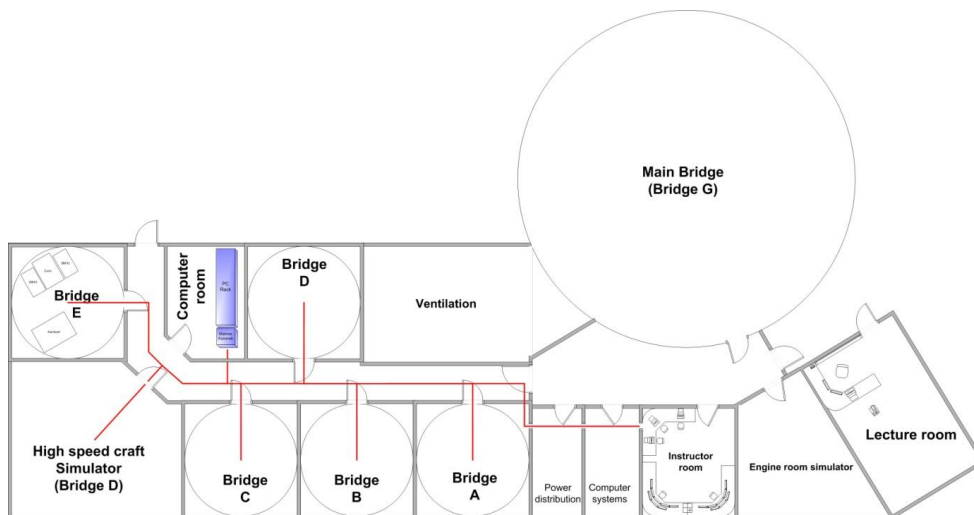 Main Bridge
(Bridge G)
Computer
room
PC
Rack
Bridge
D
Bridge
E
Ventilation
High speed craft
Simulator
(Bridge D)
Bridge
C
Bridge
B
Bridge
A
Power
distribution
Computer
systems
Instructor
room
Engine room simulator
Lecture room